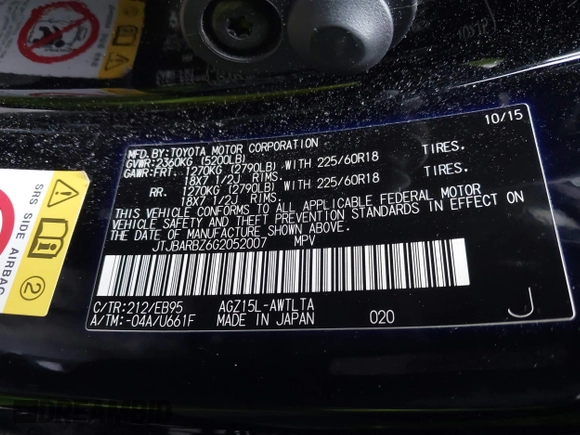 10/15
MFD.BY:TOYOTA MOTOR CORPORATION
GVWR:2360KG (5200LB)
GAWR:FRT. 1270KG (2790LB) WITH 225/60R18 TIRES.
18X7 1/2J RIMS.
RR. 1270KG (2790LB) WITH 225/60R18 TIRES.
18X7 1/2J RIMS.
THIS VEHICLE CONFORMS TO ALL APPLICABLE FEDERAL MOTOR
VEHICLE SAFETY AND THEFT PREVENTION STANDARDS IN EFFECT ON
THE DATE OF MANUFACTURE SHOWN ABOVE.
JTJBARBZ6G2052007 MPV
C/TR:212/EB95 AGZ15L-AWTLTA
A/TM:-04A/U661F MADE IN JAPAN 020 J
SRS SIDE AIRBAG
2